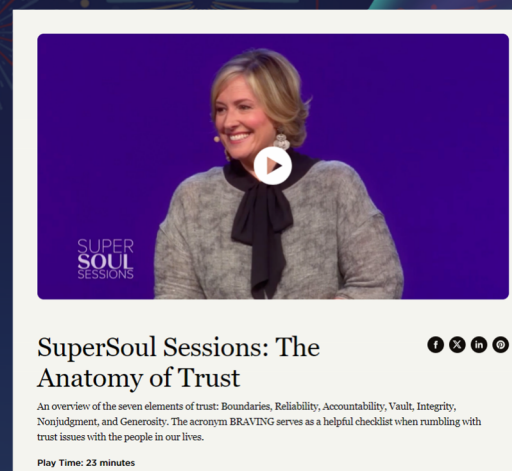 SUPER
SOUL
SESSIONS
SuperSoul Sessions: The
Anatomy of Trust
An overview of the seven elements of trust: Boundaries, Reliability, Accountability, Vault, Integrity,
Nonjudgment, and Generosity. The acronym BRAVING serves as a helpful checklist when rumbling with
trust issues with the people in our lives.
Play Time: 23 minutes